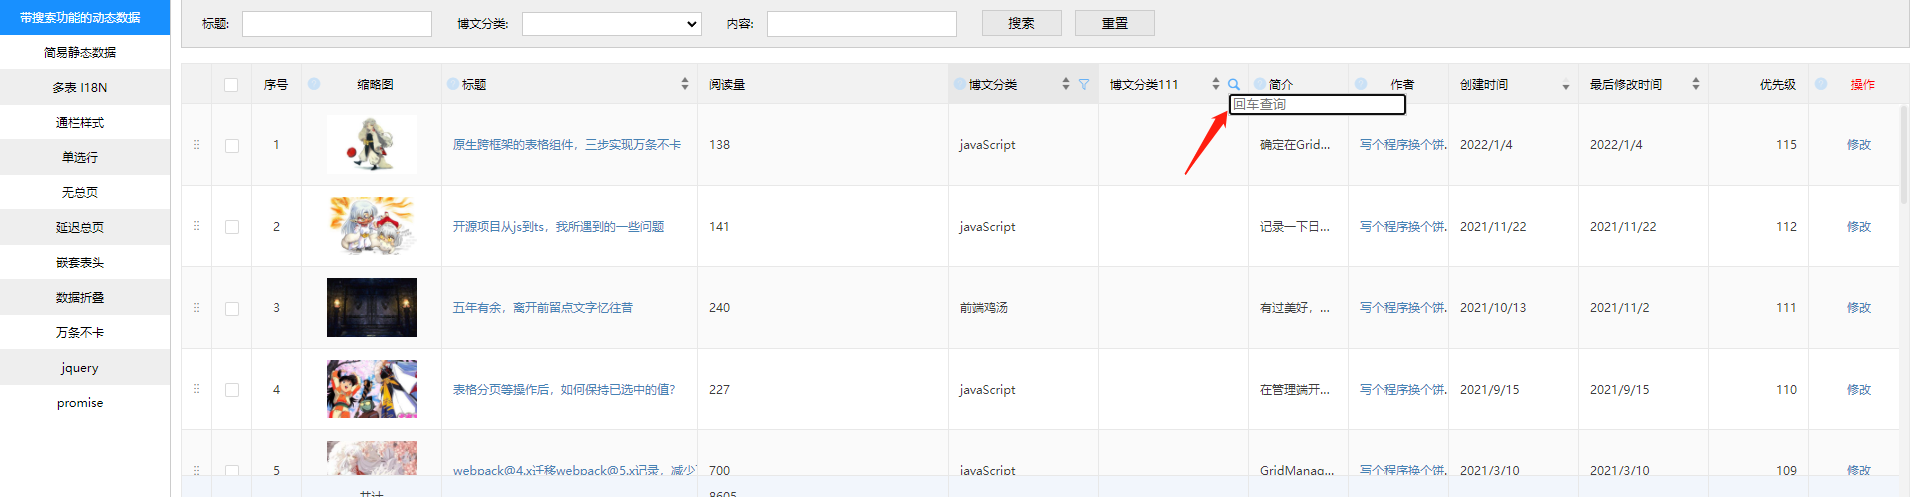 带搜索功能的动态数据
简易静态数据
多表 I18N
通栏样式
单选行
无总页
延迟总页
嵌套表头
数据折叠
万条不卡
jquery
promise
标题: 博文分类: 内容: 搜索 重置
序号 缩略图 标题 阅读量 博文分类 博文分类111 简介 作者 创建时间 最后修改时间 优先级 操作
回车查询
1 原生跨框架的表格组件，三步实现万条不卡 138 javaScript 确定在Grid... 写个程序换个饼. 2022/1/4 2022/1/4 115 修改
2 开源项目从js到ts，我所遇到的一些问题 141 javaScript 记录一下日... 写个程序换个饼. 2021/11/22 2021/11/22 112 修改
3 五年有余，离开前留点文字忆往昔 240 前端鸡汤 有过美好，... 写个程序换个饼. 2021/10/13 2021/11/2 111 修改
4 表格分页等操作后，如何保持已选中的值? 227 javaScript 在管理端开... 写个程序换个饼. 2021/9/15 2021/9/15 110 修改
5 webpack@4.x迁移webpack@5.x记录，减少 700 javaScript GridManag... 写个程序换个饼. 2021/3/10 2021/3/10 109 修改
共计 8605